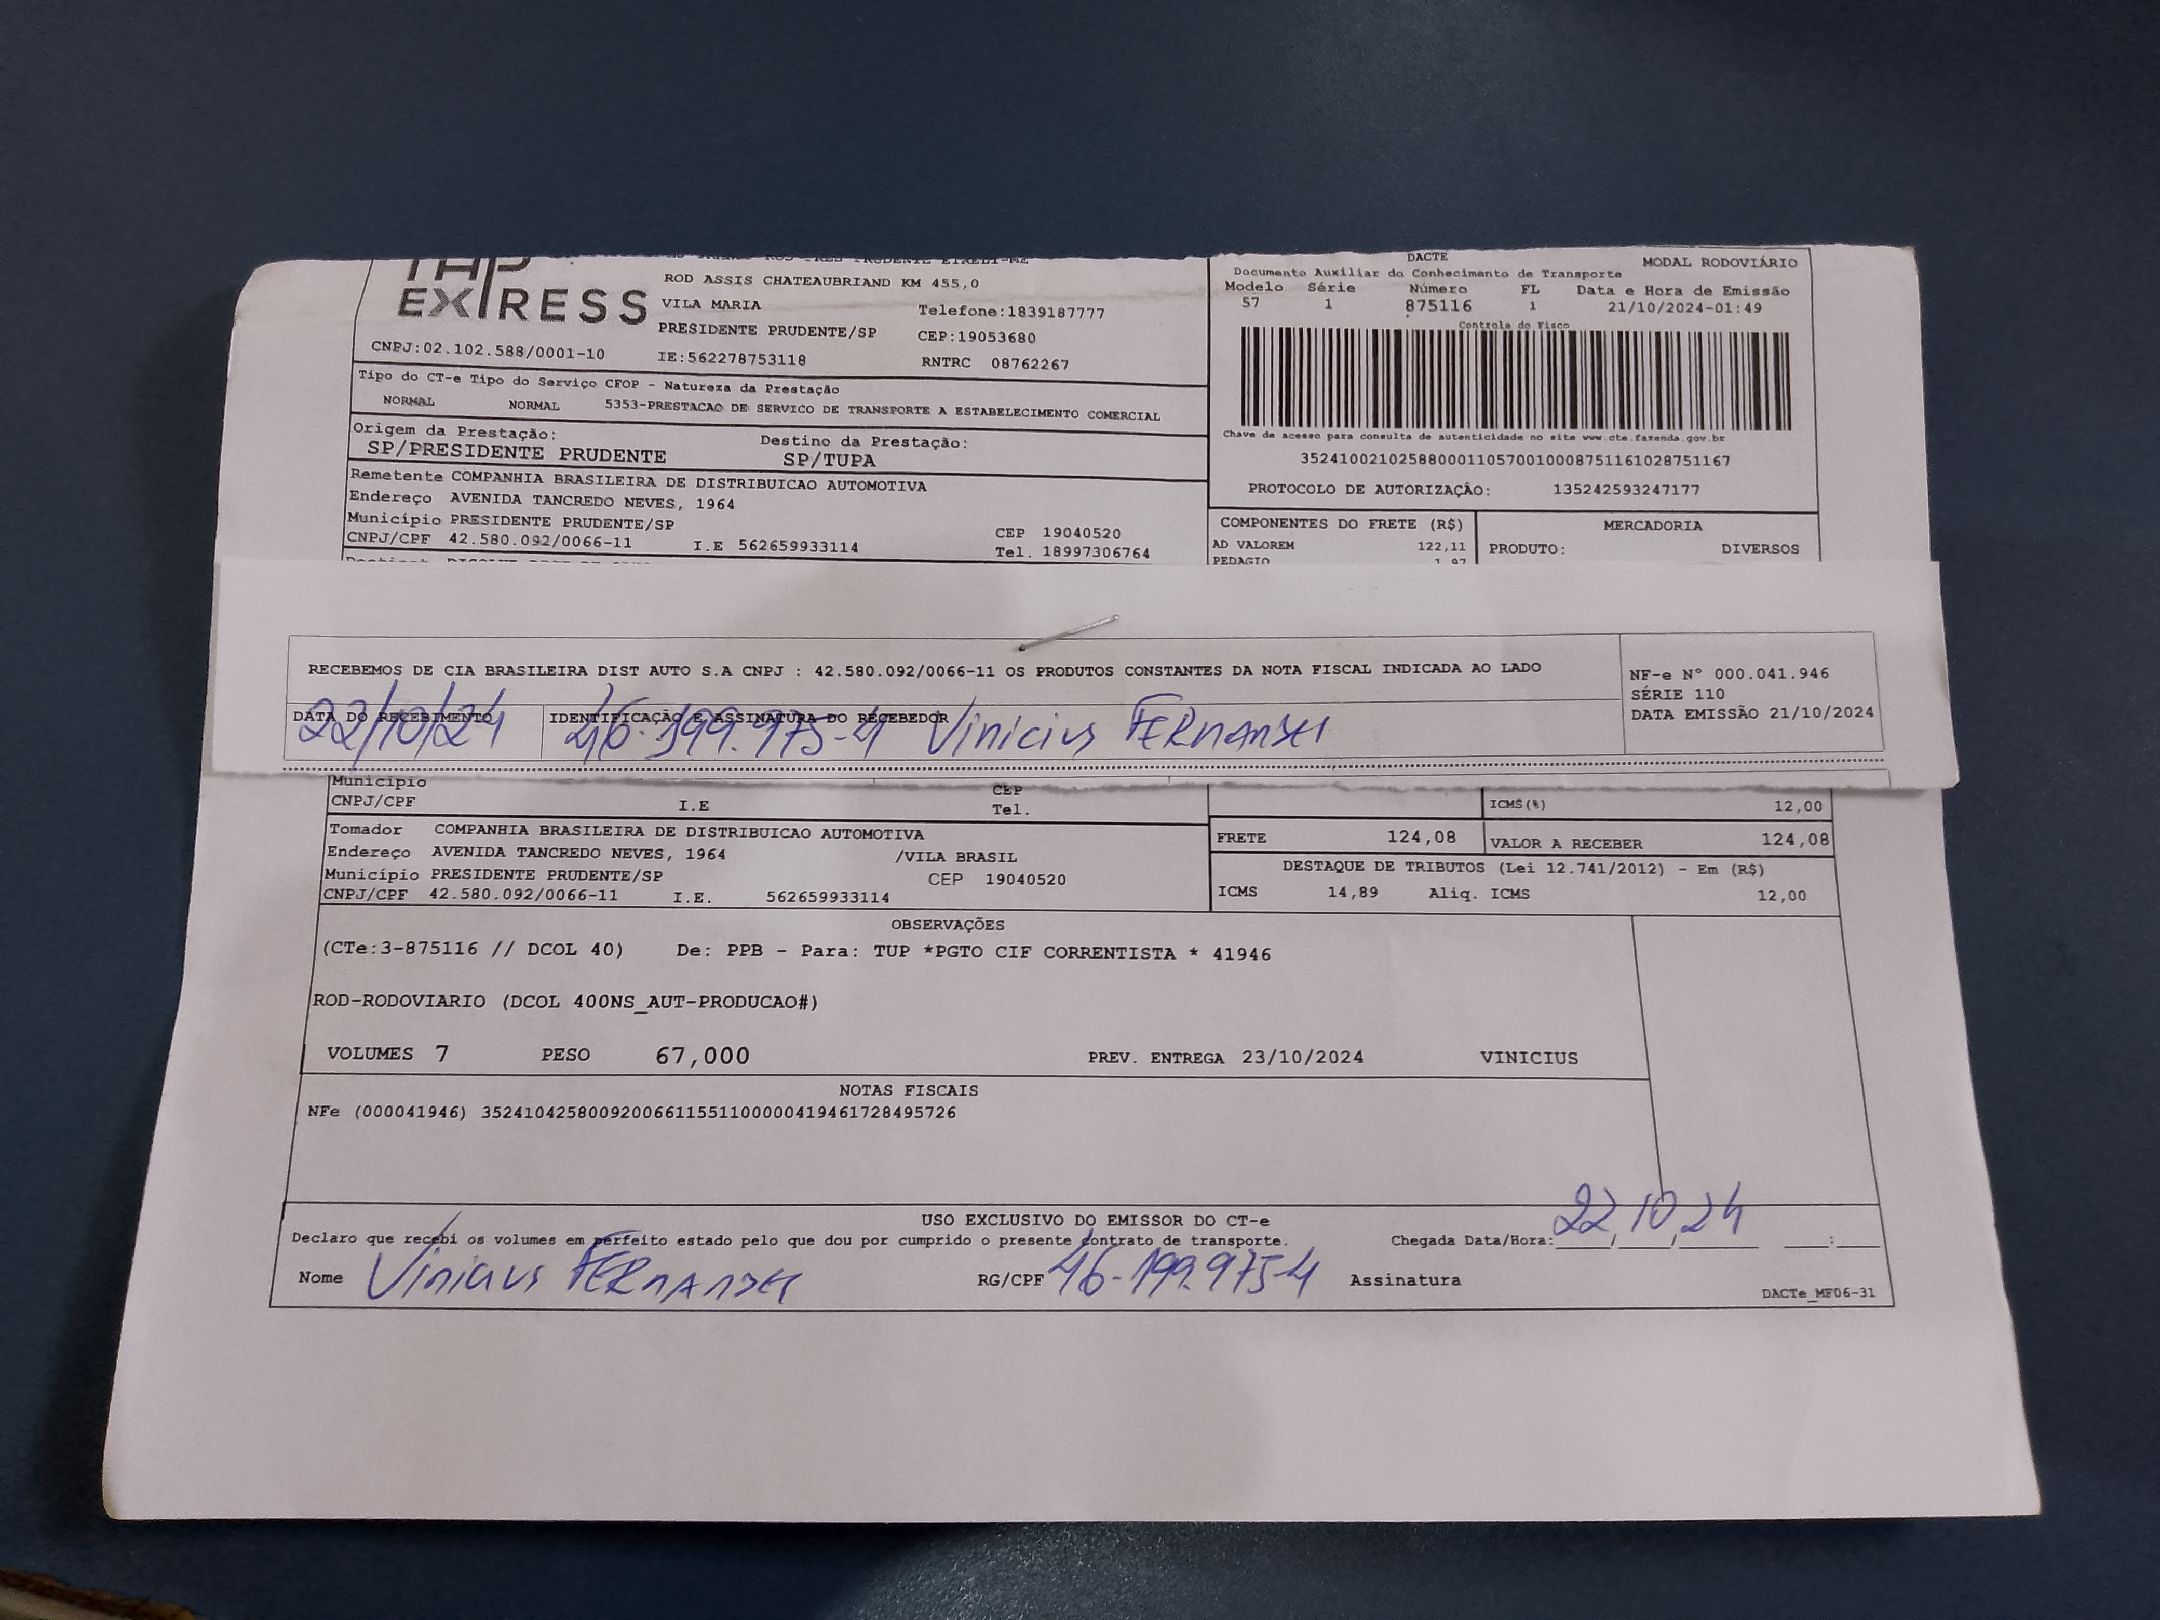 EXPRESS
ROD ASSIS CHATEAUBRIAND KM 455,0
VILA MARIA Telefone:1839187777
PRESIDENTE PRUDENTE/SP CEP:19053680
CNPJ:02.102.588/0001-10 IE:562278753118 RNTRC 08762267
DACTE MODAL RODOVIÁRIO
Documento Auxiliar do Conhecimento de Transporte
Modelo Série Número FL Data e Hora de Emissão
57 1 875116 1 21/10/2024-01:49
Controle do Fisco
Tipo do CT-e Tipo do Serviço CFOP - Natureza da Prestação
NORMAL NORMAL 5353-PRESTACAO DE SERVICO DE TRANSPORTE A ESTABELECIMENTO COMERCIAL
Origem da Prestação: Destino da Prestação:
SP/PRESIDENTE PRUDENTE SP/TUPA
Chave de acesso para consulta de autenticidade no site www.cte.fazenda.gov.br
35241002102588000110570010008751161028751167
PROTOCOLO DE AUTORIZAÇÃO: 135242593247177
Remetente COMPANHIA BRASILEIRA DE DISTRIBUICAO AUTOMOTIVA
Endereço AVENIDA TANCREDO NEVES, 1964
Município PRESIDENTE PRUDENTE/SP CEP 19040520
CNPJ/CPF 42.580.092/0066-11 I.E 562659933114 Tel. 18997306764
COMPONENTES DO FRETE (R$) MERCADORIA
AD VALOREM 122,11 PRODUTO: DIVERSOS
PEDAGIO 1,97
RECEBEMOS DE CIA BRASILEIRA DIST AUTO S.A CNPJ : 42.580.092/0066-11 OS PRODUTOS CONSTANTES DA NOTA FISCAL INDICADA AO LADO
NF-e N° 000.041.946
SÉRIE 110
DATA EMISSÃO 21/10/2024
DATA DO RECEBIMENTO IDENTIFICAÇÃO E ASSINATURA DO RECEBEDOR
22/10/24 46.199.975-4 Vinicius FERNANDES
Município CEP
CNPJ/CPF I.E Tel.
ICMS(%) 12,00
Tomador COMPANHIA BRASILEIRA DE DISTRIBUICAO AUTOMOTIVA
Endereço AVENIDA TANCREDO NEVES, 1964 /VILA BRASIL
Município PRESIDENTE PRUDENTE/SP CEP 19040520
CNPJ/CPF 42.580.092/0066-11 I.E. 562659933114
FRETE 124,08 VALOR A RECEBER 124,08
DESTAQUE DE TRIBUTOS (Lei 12.741/2012) - Em (R$)
ICMS 14,89 Aliq. ICMS 12,00
OBSERVAÇÕES
(CTe:3-875116 // DCOL 40) De: PPB - Para: TUP *PGTO CIF CORRENTISTA * 41946
ROD-RODOVIARIO (DCOL 400NS_AUT-PRODUCAO#)
VOLUMES 7 PESO 67,000 PREV. ENTREGA 23/10/2024 VINICIUS
NOTAS FISCAIS
NFe (000041946) 35241042580092006611551100000419461728495726
USO EXCLUSIVO DO EMISSOR DO CT-e
Declaro que recebi os volumes em perfeito estado pelo que dou por cumprido o presente contrato de transporte. Chegada Data/Hora: 22/10/24 :
Nome Vinicius FERNANDES RG/CPF 46.199.975-4 Assinatura
DACTe_MF06-31